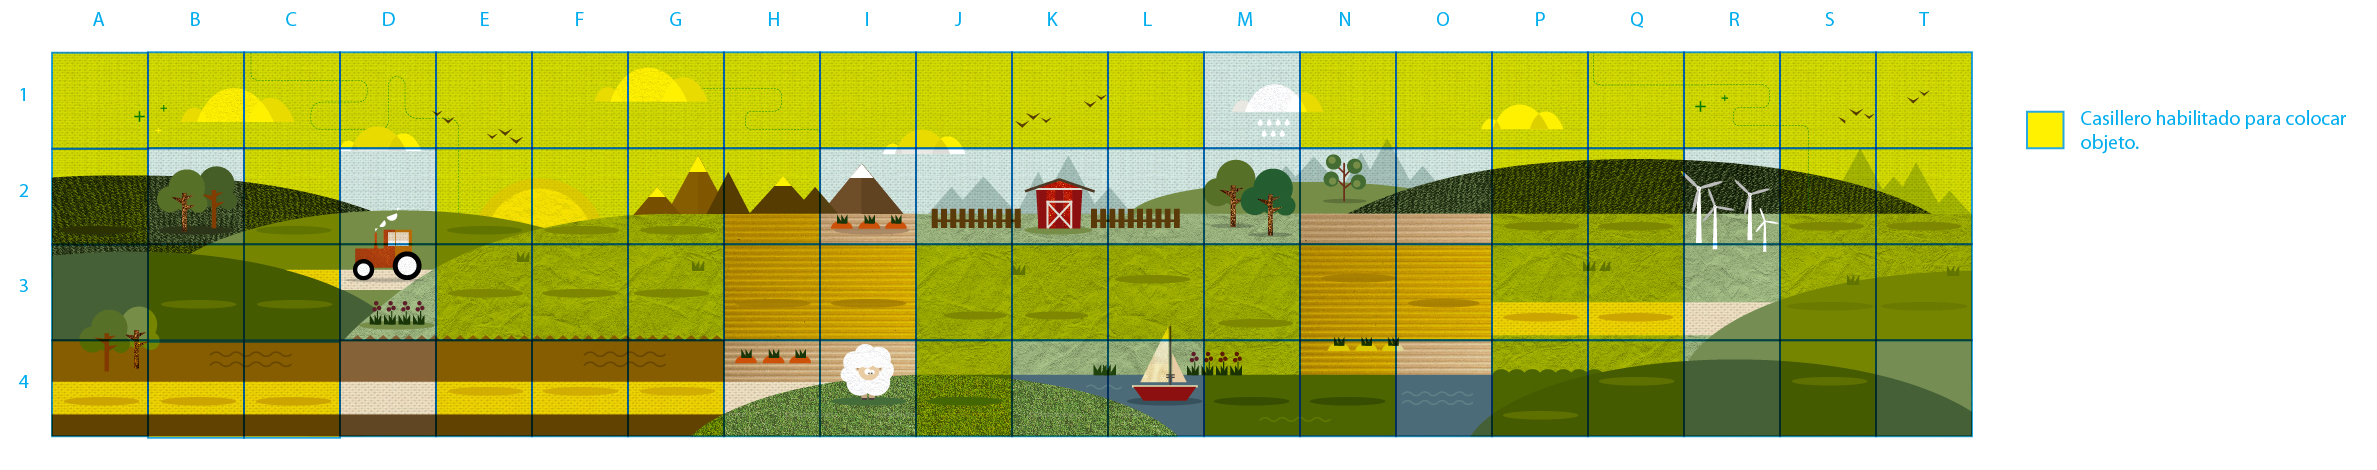 A B C D E F G H I J K L M N O P Q R S T
1
2
3
4
Casillero habilitado para colocar
objeto.